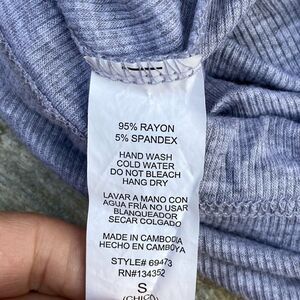 95% RAYON
5% SPANDEX
HAND WASH
COLD WATER
DO NOT BLEACH
HANG DRY
LAVAR A MANO CON
AGUA FRIA NO USAR
BLANQUEADOR
SECAR COLGADO
MADE IN CAMBODIA
HECHO EN CAMBOYA
STYLE# 69473
RN#134352
S
(CHICO)